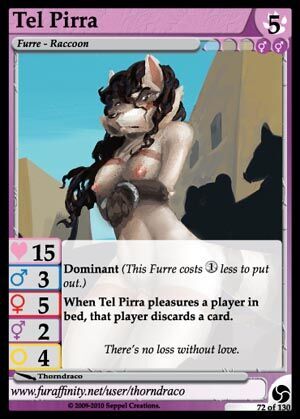 Tel Pirra
5
Furre - Raccoon
15
3
5
2
4
Dominant (This Furre costs 1 less to put
out.)
When Tel Pirra pleasures a player in
bed, that player discards a card.
There's no loss without love.
Thorndraco
www.furaffinity.net/user/thorndraco
© 2009-2010 Seppel Creations.
72 of 130